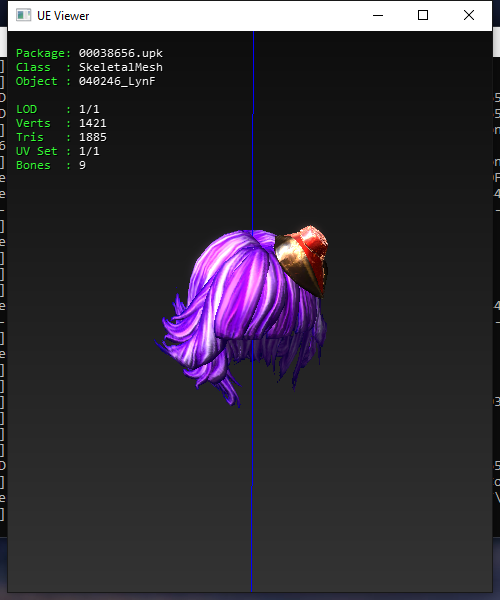 UE Viewer
Package: 00038656.upk
Class  : SkeletalMesh
Object : 040246_LynF
LOD    : 1/1
Verts  : 1421
Tris   : 1885
UV Set : 1/1
Bones  : 9